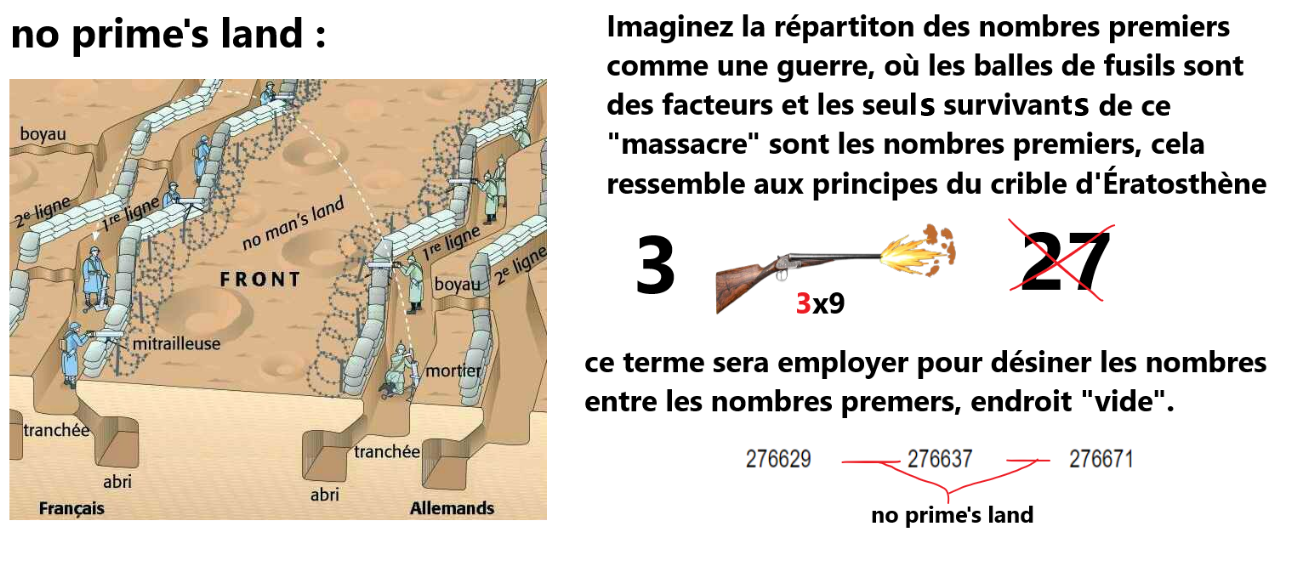 no prime's land :
boyau
2e ligne
1re ligne
no man's land
FRONT
1re ligne
2e ligne
boyau
mitrailleuse
mortier
tranchée
tranchée
abri
abri
Français
Allemands
Imaginez la répartiton des nombres premiers
comme une guerre, où les balles de fusils sont
des facteurs et les seuls survivants de ce
"massacre" sont les nombres premiers, cela
ressemble aux principes du crible d'Ératosthène
3
3x9
27
ce terme sera employer pour désiner les nombres
entre les nombres premers, endroit "vide".
276629 276637 276671
no prime's land